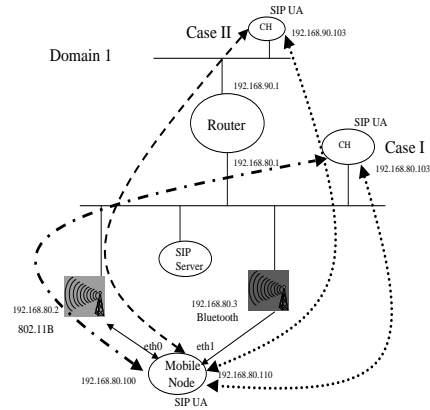 SIP UA
Case II
CH
192.168.90.103
Domain 1
192.168.90.1
Router
SIP UA
CH
Case I
192.168.80.1
192.168.80.103
SIP
Server
192.168.80.2
192.168.80.3
802.11B
Bluetooth
eth0
eth1
Mobile
Node
192.168.80.100
192.168.80.110
SIP UA